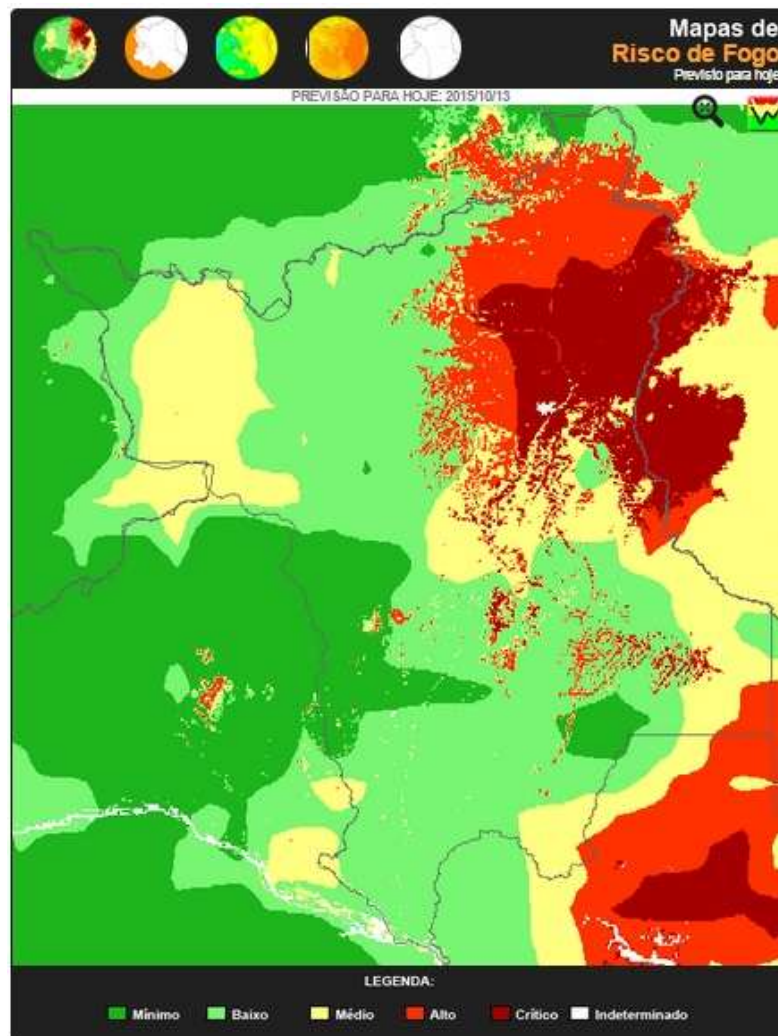 Mapas de
Risco de Fogo
Previsto para hoje
PREVISÃO PARA HOJE: 2015/10/13
LEGENDA:
Mínimo Baixo Médio Alto Crítico Indeterminado